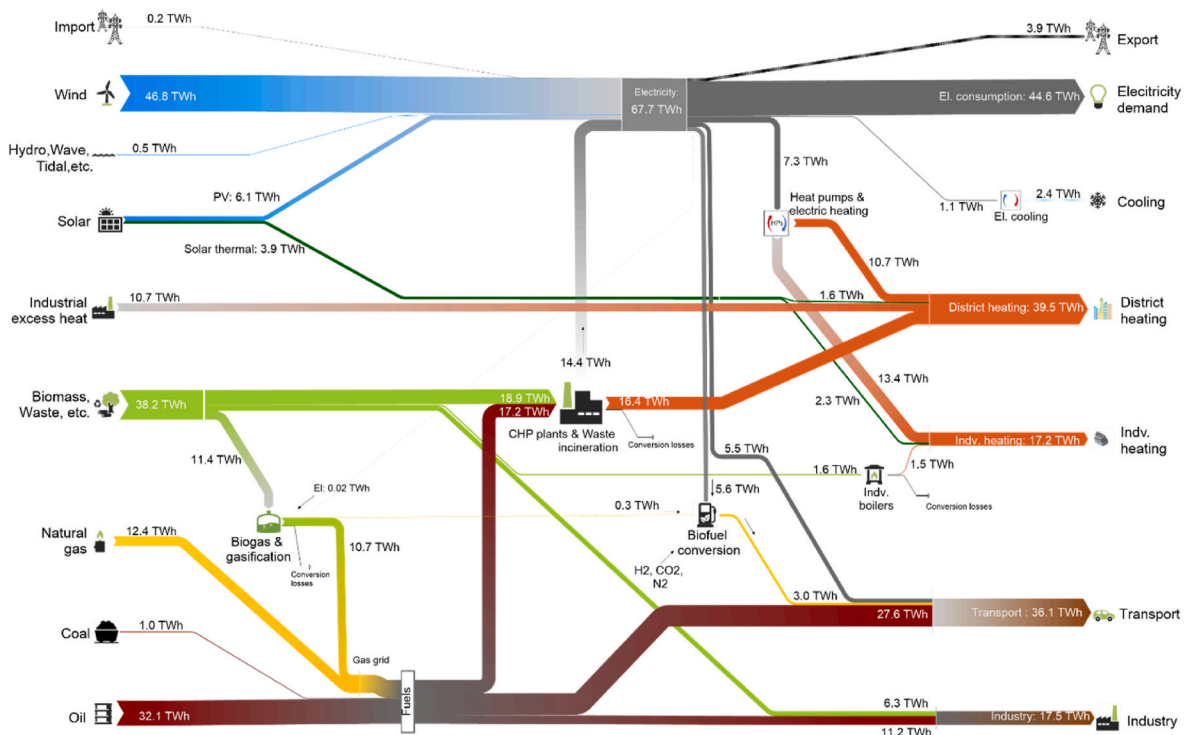 Import
0.2 TWh
3.9 TWh
Export
Wind
46.8 TWh
Electricity:
67.7 TWh
El. consumption: 44.6 TWh
Elecitricity
demand
Hydro,Wave,
Tidal,etc.
0.5 TWh
7.3 TWh
PV: 6.1 TWh
Heat pumps &
electric heating
HPs
1.1 TWh
El. cooling
2.4 TWh
Cooling
Solar
Solar thermal: 3.9 TWh
10.7 TWh
Industrial
excess heat
10.7 TWh
1.6 TWh
District heating: 39.5 TWh
District
heating
14.4 TWh
13.4 TWh
2.3 TWh
Biomass,
Waste, etc.
38.2 TWh
18.9 TWh
17.2 TWh
16.4 TWh
CHP plants & Waste
incineration
Conversion losses
Indv. heating: 17.2 TWh
Indv.
heating
11.4 TWh
5.5 TWh
1.6 TWh
1.5 TWh
Indv.
boilers
Conversion losses
El: 0.02 TWh
5.6 TWh
0.3 TWh
Natural
gas
12.4 TWh
Biogas &
gasification
10.7 TWh
Conversion
losses
Biofuel
conversion
H2, CO2,
N2
3.0 TWh
27.6 TWh
Transport : 36.1 TWh
Transport
Coal
1.0 TWh
Gas grid
Fuels
Oil
32.1 TWh
6.3 TWh
11.2 TWh
Industry: 17.5 TWh
Industry